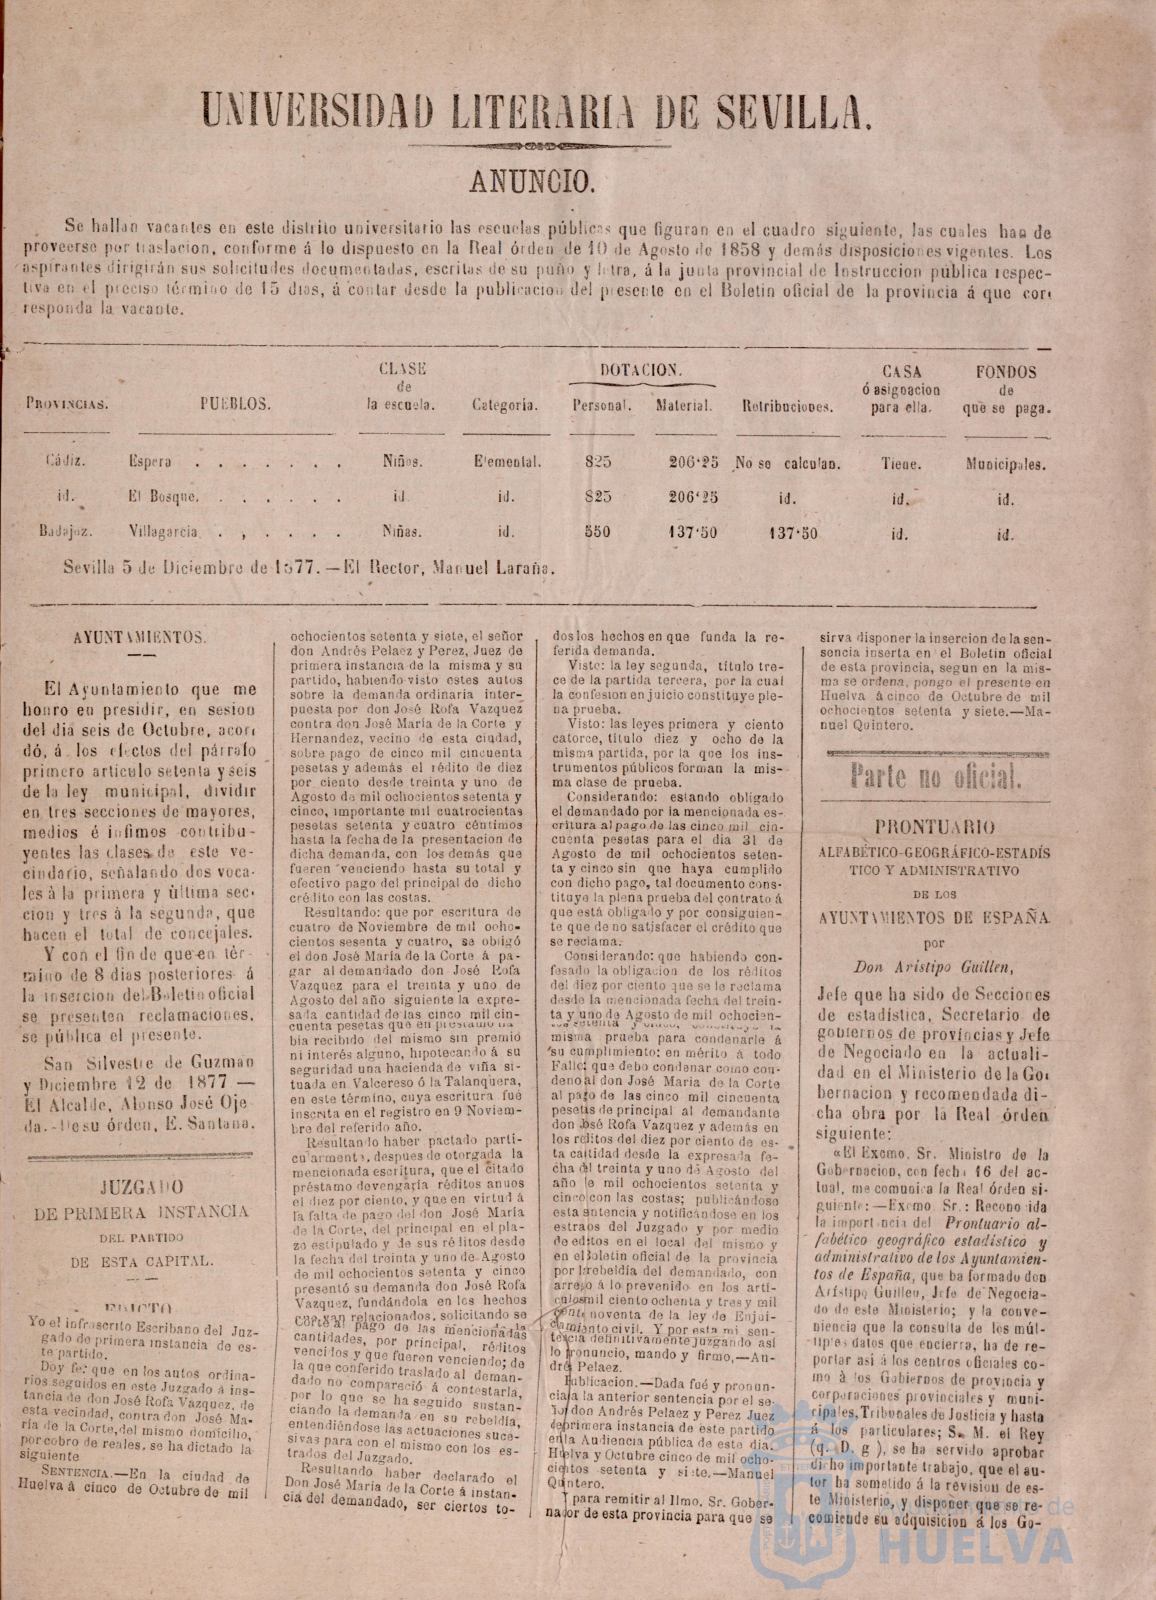 UNIVERSIDAD LITERARIA DE SEVILLA.
ANUNCIO.
Se hallan vacantes en este distrito universitario las escuelas públicas que figuran en el cuadro siguiente, las cuales han de
proveerse por traslacion, conforme á lo dispuesto en la Real órden de 10 de Agosto de 1858 y demás disposiciones vigentes. Los
aspirantes dirigirán sus solicitudes documentadas, escritas de su puño y letra, á la junta provincial de Instruccion pública respec-
tiva en el preciso término de 15 dias, á contar desde la publicacion del presente en el Boletin oficial de la provincia á que cor
responda la vacante.
PROVINCIAS. PUEBLOS. CLASE de la escuela. Categoría. DOTACION. Personal. Material. Retribuciones. CASA ó asignacion para ella. FONDOS de que se paga.
Cádiz. Espera . . . . . . . Niños. Elemental. 825 206'25 No se calculan. Tiene. Municipales.
id. El Bosque. . . . . . . id id. 825 206'25 id. id. id.
Badajoz. Villagarcia . . , . . . . Niñas. id. 550 137'50 137'50 id. id.
Sevilla 5 de Diciembre de 1877.—El Rector, Manuel Laraña.
AYUNTAMIENTOS.
El Ayuntamiento que me
honro en presidir, en sesion
del dia seis de Octubre, acor
dó, á los efectos del párrafo
primero artículo setenta y seis
de la ley municipal, dividir
en tres secciones de mayores,
medios é ínfimos contribu-
yentes las clases de este ve-
cindario, señalando dos voca-
les á la primera y última sec-
cion y tres á la segunda, que
hacen el total de concejales.
Y con el fin de que en tér-
mino de 8 dias posteriores á
la insercion del Boletin oficial
se presenten reclamaciones,
se pública el presente.
San Silvestre de Guzman
y Diciembre 12 de 1877 —
El Alcalde, Alonso José Oje
da.-De su órden, E. Santana.
JUZGADO
DE PRIMERA INSTANCIA
DEL PARTIDO
DE ESTA CAPITAL.
EDICTO
Yo el infrascrito Escribano del Juz-
gado de primera instancia de es-
te partido.
Doy fe: que en los autos ordina-
rios seguidos en este Juzgado á ins-
tancia de don José Rofa Vazquez, de
esta vecindad, contra don José Ma-
ría de la Corte, del mismo domicilio,
por cobro de reales, se ha dictado la
siguiente
SENTENCIA.—En la ciudad de
Huelva á cinco de Octubre de mil
ochocientos setenta y siete, el señor
don Andrés Pelaez y Perez, Juez de
primera instancia de la misma y su
partido, habiendo visto estes autos
sobre la demanda ordinaria inter-
puesta por don José Rofa Vazquez
contra don José María de la Corte y
Hernandez, vecino de esta ciudad,
sobre pago de cinco mil cincuenta
pesetas y además el rédito de diez
por ciento desde treinta y uno de
Agosto de mil ochocientos setenta y
cinco, importante mil cuatrocientas
pesetas setenta y cuatro céntimos
hasta la fecha de la presentacion de
dicha demanda, con los demás que
fueren venciendo hasta su total y
efectivo pago del principal de dicho
crédito con las costas.
Resultando: que por escritura de
cuatro de Noviembre de mil ocho-
cientos sesenta y cuatro, se obligó
el don José María de la Corte á pa-
gar al demandado don José Rofa
Vazquez para el treinta y uno de
Agosto del año siguiente la expre-
sada cantidad de las cinco mil cin-
cuenta pesetas que en préstamo ha
bia recibido del mismo sin premio
ni interés alguno, hipotecando á su
seguridad una hacienda de viña si-
tuada en Valcereso ó la Talanquera,
en este término, cuya escritura fué
inscrita en el registro en 9 Noviem-
bre del referido año.
Resultando haber pactado parti-
cularmente, despues de otorgada la
mencionada escritura, que el citado
préstamo devengaría réditos anuos
el diez por ciento, y que en virtud á
la falta de pago del don José María
de la Corte, del principal en el pla-
zo estipulado y de sus réditos desde
la fecha del treinta y uno de Agosto
de mil ochocientos setenta y cinco
presentó su demanda don José Rofa
Vazquez, fundándola en los hechos
que van relacionados, solicitando se
pago de las mencionadas
cantidades, por principal, réditos
vencidos y que fueren venciendo; de
la que conferido traslado al deman-
dado no compareció á contestarla,
por lo que se ha seguido sustan-
ciando la demanda en su rebeldía,
entendiéndose las actuaciones suce-
sivas para con el mismo con los es-
trados del Juzgado.
Resultando haber declarado el
Don José María de la Corte á instan-
cia del demandado, ser ciertos to-
dos los hechos en que funda la re-
ferida demanda.
Visto: la ley segunda, título tre-
ce de la partida tercera, por la cual
la confesion en juicio constituye ple-
na prueba.
Visto: las leyes primera y ciento
catorce, título diez y ocho de la
misma partida, por la que los ins-
trumentos públicos forman la mis-
ma clase de prueba.
Considerando: estando obligado
el demandado por la mencionada es-
critura al pago de las cinco mil cin-
cuenta pesetas para el dia 31 de
Agosto de mil ochocientos seten-
ta y cinco sin que haya cumplido
con dicho pago, tal documento cons-
tituye la plena prueba del contrato á
que está obligado y por consiguien-
te que de no satisfacer el crédito que
se reclama.
Considerando: que habiendo con-
fesado la obligacion de los réditos
del diez por ciento que se le reclama
desde la mencionada fecha del trein-
ta y uno de Agosto de mil ochocien-
tos setenta y cinco, constituye la
misma prueba para condenarle á
su cumplimiento: en mérito á todo
Fallo: que debo condenar como con-
deno al don José Maria de la Corte
al pago de las cinco mil cincuenta
pesetas de principal al demandante
don José Rofa Vazquez y además en
los réditos del diez por ciento de es-
ta cantidad desde la expresada fe-
cha del treinta y uno de Agosto del
año de mil ochocientos setenta y
cinco con las costas; publicándose
esta sentencia y notificándose en los
estrados del Juzgado y por medio
de editos en el local del mismo y
en el Boletin oficial de la provincia
por la rebeldía del demandado, con
arreglo á lo prevenido en los artí-
culos mil ciento ochenta y tres y mil
ciento noventa de la ley de Enjui-
ciamiento civil. Y por esta mi sen-
tencia definitivamente juzgando así
lo pronuncio, mando y firmo,—An-
drés Pelaez.
Publicacion.—Dada fué y pronun-
ciada la anterior sentencia por el se-
ñor don Andrés Pelaez y Perez Juez
de primera instancia de este partido
en la Audiencia pública de este dia.
Huelva y Octubre cinco de mil ocho-
cientos setenta y siete.—Manuel
Quintero.
Y para remitir al Ilmo. Sr. Gober-
nador de esta provincia para que se
sirva disponer la insercion de la sen-
sencia inserta en el Boletin oficial
de esta provincia, segun en la mis-
ma se ordena, pongo el presente en
Huelva á cinco de Octubre de mil
ochocientos setenta y siete.—Ma-
nuel Quintero.
Parte no oficial.
PRONTUARIO
ALFABÉTICO-GEOGRÁFICO-ESTADÍS
TICO Y ADMINISTRATIVO
DE LOS
AYUNTAMIENTOS DE ESPAÑA
por
Don Aristipo Guillen,
Jefe que ha sido de Secciones
de estadística, Secretario de
gobiernos de provincias y Jefe
de Negociado en la actuali-
dad en el Ministerio de la Go-
bernacion y recomendada di-
cha obra por la Real órden
siguiente:
«El Excmo. Sr. Ministro de la
Gobernacion, con fecha 16 del ac-
tual, me comunica la Real órden si-
guiente:—Excmo. Sr.: Reconocida
la importancia del Prontuario al-
fabético geográfico estadístico y
administrativo de los Ayuntamien-
tos de España, que ha formado don
Arístipo Guillen, Jefe de Negocia-
do de este Ministerio; y la conve-
niencia que la consulta de los múl-
tiples datos que encierra, ha de re-
portar así á los centros oficiales co-
mo á los Gobiernos de provincia y
corporaciones provinciales y muni-
cipales, Tribunales de Justicia y hasta
á los particulares; S. M. el Rey
(q. D. g ), se ha servido aprobar
dicho importante trabajo, que el au-
tor ha sometido á la revision de es-
te Ministerio, y disponer que se re-
comiende su adquisicion á los Go-
Ayuntamiento de
HUELVA